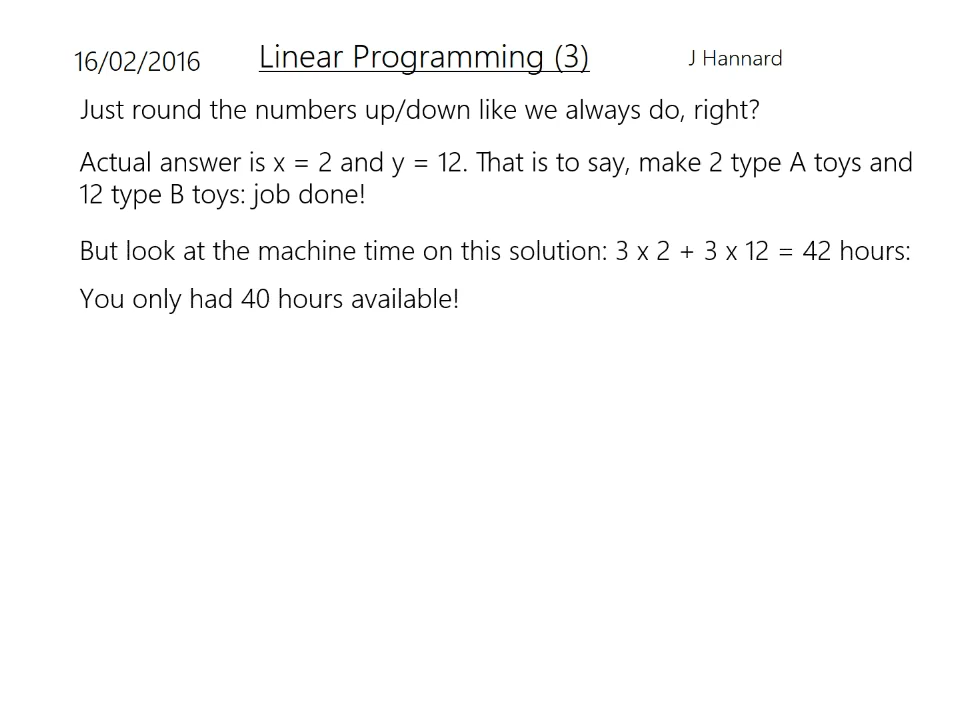 16/02/2016 Linear Programming (3) J Hannard
Just round the numbers up/down like we always do, right?
Actual answer is x = 2 and y = 12. That is to say, make 2 type A toys and
12 type B toys: job done!
But look at the machine time on this solution: 3 x 2 + 3 x 12 = 42 hours:
You only had 40 hours available!